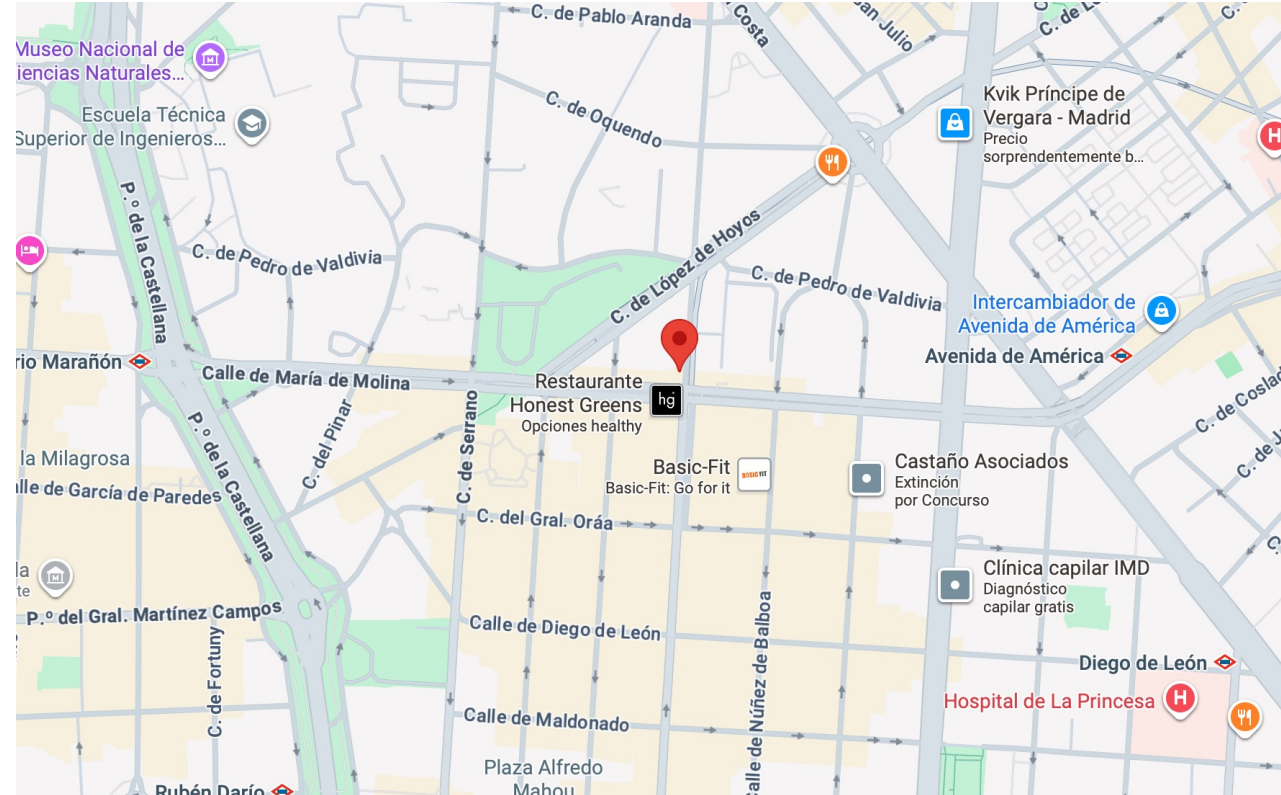 C. de Pablo Aranda
Costa
San Julio
C. de L
C.
Museo Nacional de
iencias Naturales...
Escuela Técnica
Superior de Ingenieros...
C. de Oquendo
Kvik Príncipe de
Vergara - Madrid
Precio
sorprendentemente b...
H
P.º de la Castellana
C. de Pedro de Valdivia
C. de López de Hoyos
C. de Pedro de Valdivia
Intercambiador de
Avenida de América
Avenida de América
rio Marañón
Calle de María de Molina
Restaurante
Honest Greens
Opciones healthy
hg
C. de Coslad
C. de J
C.
P.º de la Castellana
C. del Pinar
C. de Serrano
la Milagrosa
lle de García de Paredes
Basic-Fit
Basic-Fit: Go for it
BASIC FIT
Castaño Asociados
Extinción
por Concurso
C. del Gral. Oráa
la
te
P.º del Gral. Martínez Campos
C. de Fortuny
Calle de Diego de León
Calle de Núñez de Balboa
Clínica capilar IMD
Diagnóstico
capilar gratis
Diego de León
Hospital de La Princesa
H
Calle de Maldonado
Plaza Alfredo
Mahou
Rubén Darío